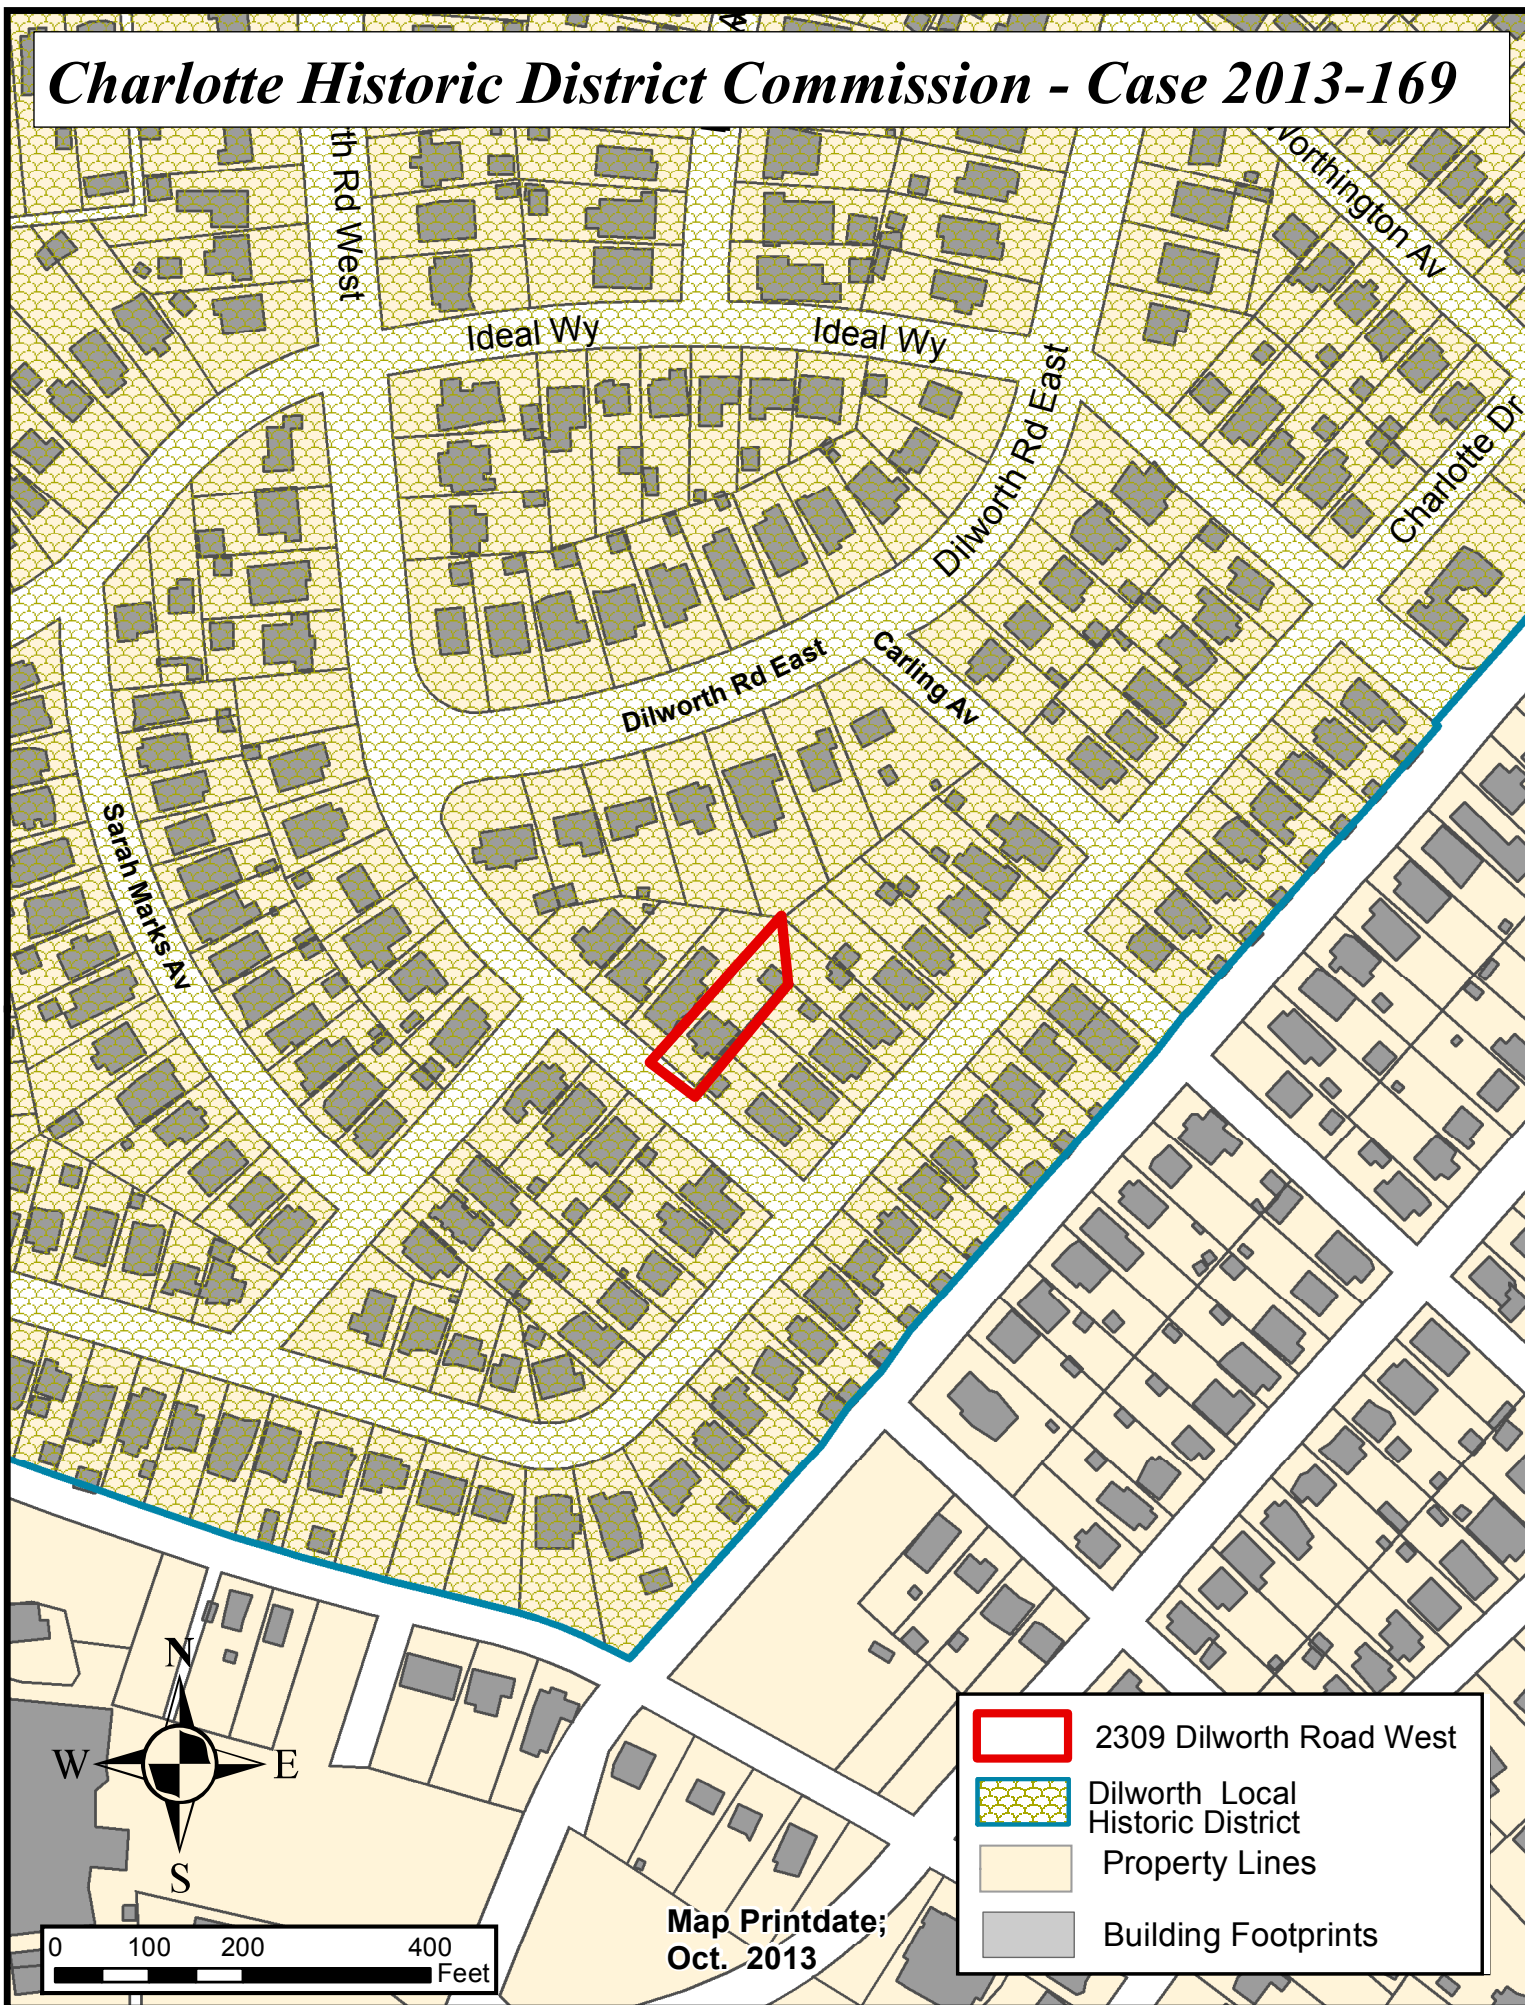 Charlotte Historic District Commission - Case 2013-169
th Rd West
Worthington Av
Ideal Wy
Ideal Wy
Dilworth Rd East
Charlotte Dr
Dilworth Rd East
Carling Av
Sarah Marks Av
N
W E
S
2309 Dilworth Road West
Dilworth Local
Historic District
Property Lines
Building Footprints
Map Printdate;
Oct. 2013
0 100 200 400
Feet